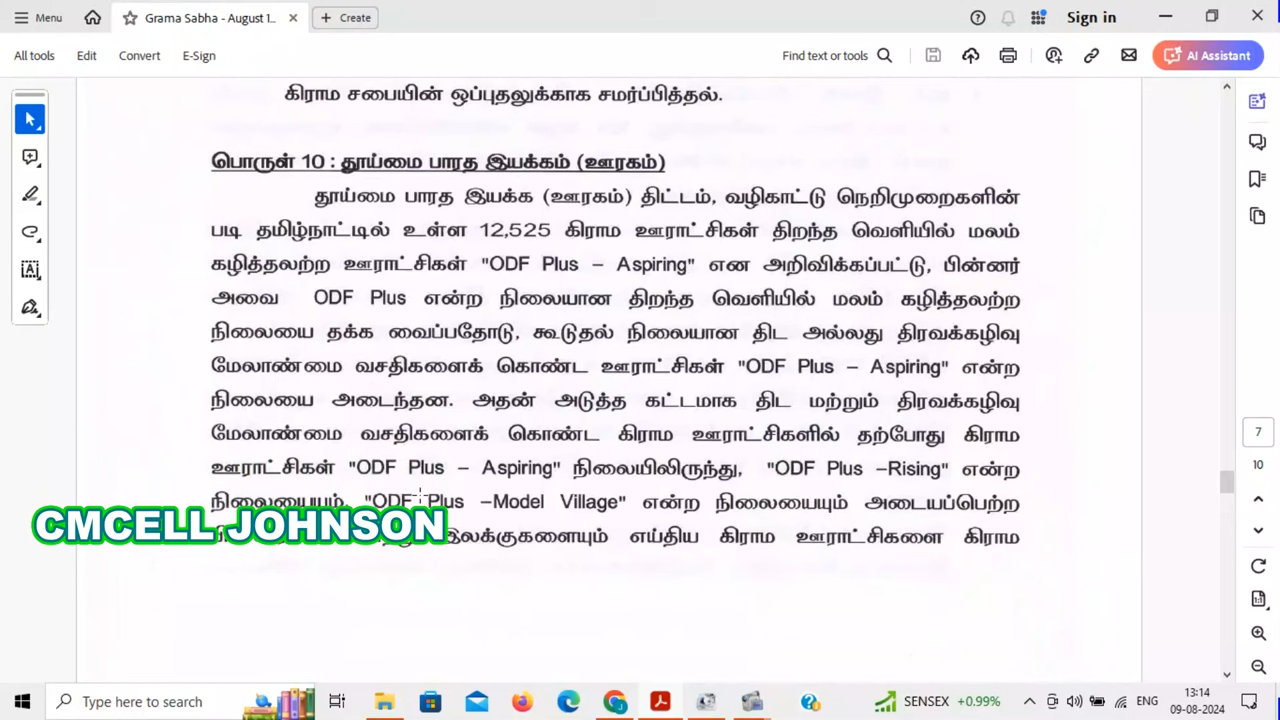 Menu
Grama Sabha - August 1...
Create
Sign in
All tools
Edit
Convert
E-Sign
Find text or tools
AI Assistant
கிராம சபையின் ஒப்புதலுக்காக சமர்ப்பித்தல்.
பொருள் 10 : தூய்மை பாரத இயக்கம் (ஊரகம்)
தூய்மை பாரத இயக்க (ஊரகம்) திட்டம், வழிகாட்டு நெறிமுறைகளின்
படி தமிழ்நாட்டில் உள்ள 12,525 கிராம ஊராட்சிகள் திறந்த வெளியில் மலம்
கழித்தலற்ற ஊராட்சிகள் "ODF Plus – Aspiring" என அறிவிக்கப்பட்டு, பின்னர்
அவை ODF Plus என்ற நிலையான திறந்த வெளியில் மலம் கழித்தலற்ற
நிலையை தக்க வைப்பதோடு, கூடுதல் நிலையான திட அல்லது திரவக்கழிவு
மேலாண்மை வசதிகளைக் கொண்ட ஊராட்சிகள் "ODF Plus – Aspiring" என்ற
நிலையை அடைந்தன. அதன் அடுத்த கட்டமாக திட மற்றும் திரவக்கழிவு
மேலாண்மை வசதிகளைக் கொண்ட கிராம ஊராட்சிகளில் தற்போது கிராம
ஊராட்சிகள் "ODF Plus – Aspiring" நிலையிலிருந்து, "ODF Plus –Rising" என்ற
நிலையையும், "ODF Plus –Model Village" என்ற நிலையையும் அடையப்பெற்ற
CMCELL JOHNSON
இலக்குகளையும் எய்திய கிராம ஊராட்சிகளை கிராம
7
10
Type here to search
SENSEX +0.99%
ENG
13:14
09-08-2024